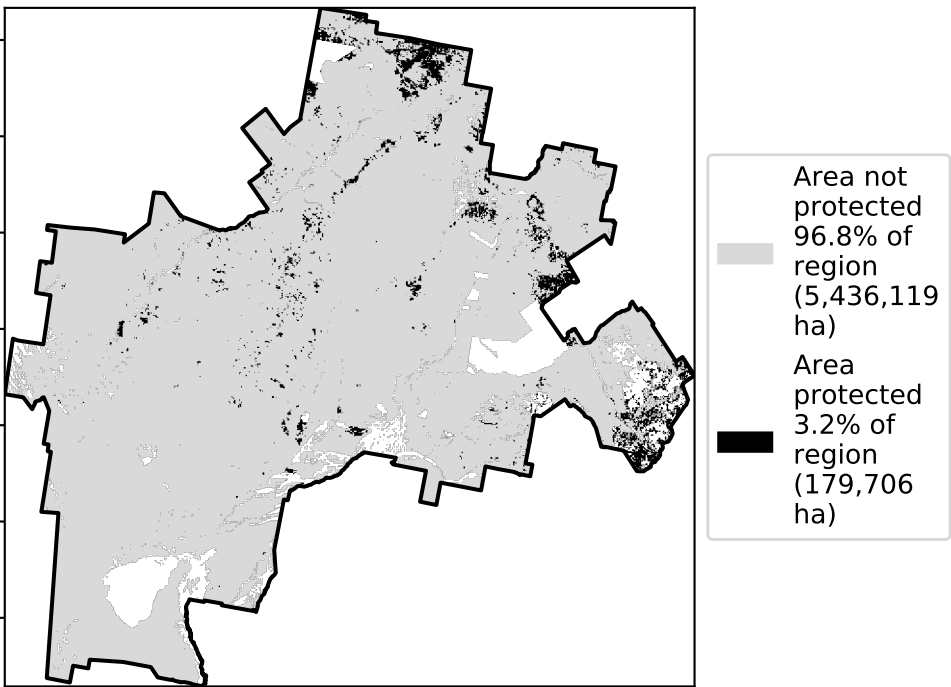 Area not
protected
96.8% of
region
(5,436,119
ha)
Area
protected
3.2% of
region
(179,706
ha)